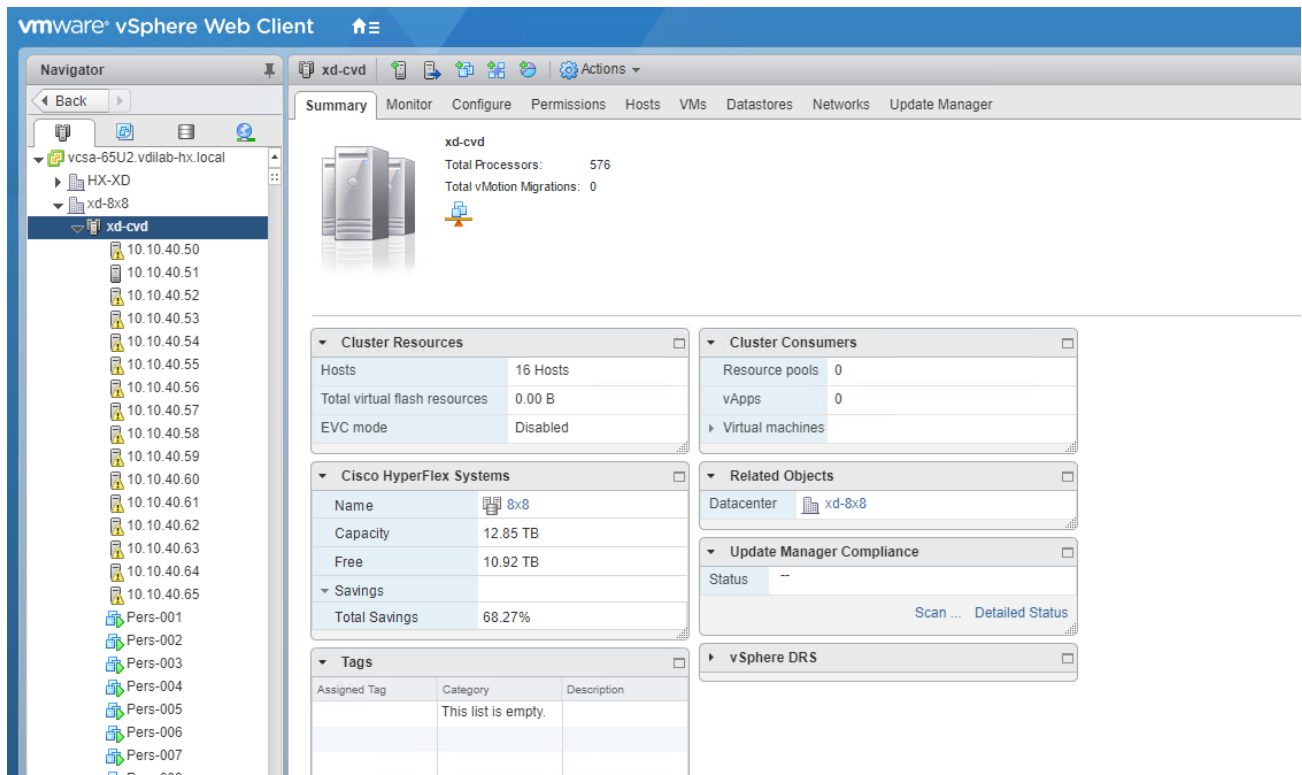 vmware® vSphere Web Client
Navigator
Back
vcsa-65U2.vdilab-hx.local
HX-XD
xd-8x8
xd-cvd
10.10.40.50
10.10.40.51
10.10.40.52
10.10.40.53
10.10.40.54
10.10.40.55
10.10.40.56
10.10.40.57
10.10.40.58
10.10.40.59
10.10.40.60
10.10.40.61
10.10.40.62
10.10.40.63
10.10.40.64
10.10.40.65
Pers-001
Pers-002
Pers-003
Pers-004
Pers-005
Pers-006
Pers-007
xd-cvd Actions
Summary Monitor Configure Permissions Hosts VMs Datastores Networks Update Manager
xd-cvd
Total Processors: 576
Total vMotion Migrations: 0
Cluster Resources
Hosts 16 Hosts
Total virtual flash resources 0.00 B
EVC mode Disabled
Cisco HyperFlex Systems
Name 8x8
Capacity 12.85 TB
Free 10.92 TB
Savings
Total Savings 68.27%
Tags
Assigned Tag Category Description
This list is empty.
Cluster Consumers
Resource pools 0
vApps 0
Virtual machines
Related Objects
Datacenter xd-8x8
Update Manager Compliance
Status --
Scan ... Detailed Status
vSphere DRS